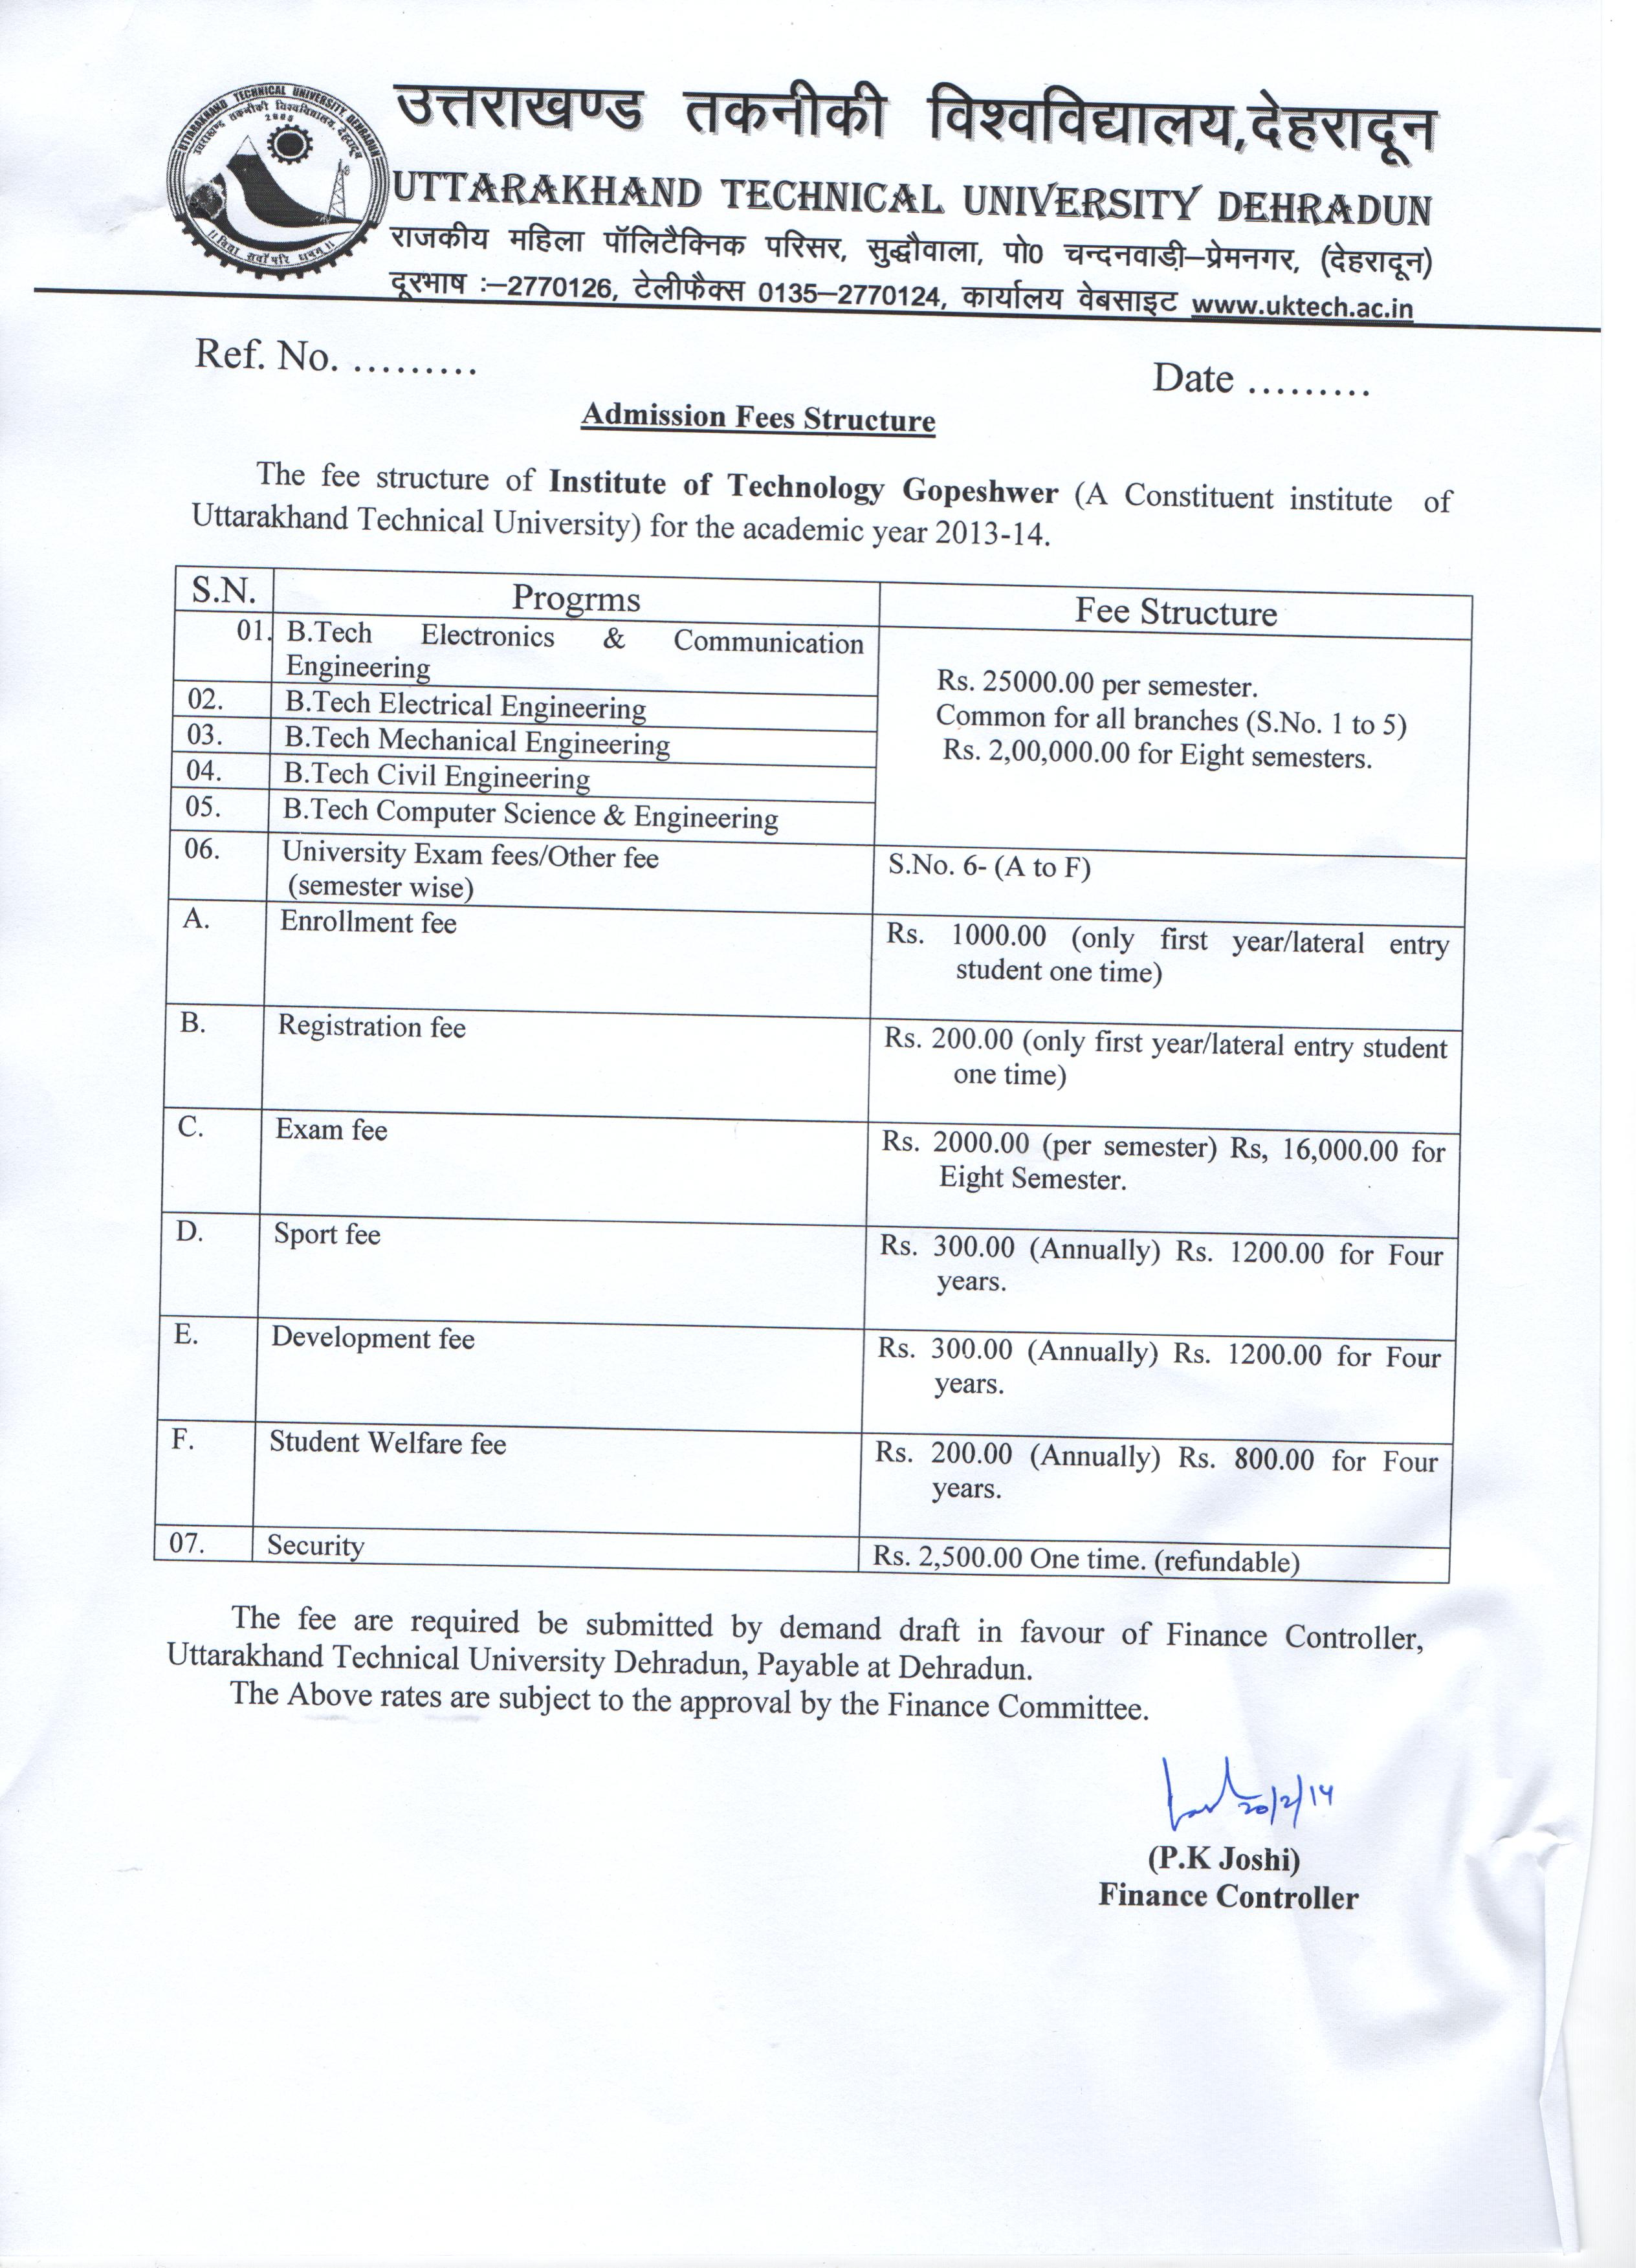 UTTARAKHAND TECHNICAL UNIVERSITY, DEHRADUN
उत्तराखण्ड तकनीकी विश्वविद्यालय, देहरादून
2005
उत्तराखण्ड तकनीकी विश्वविद्यालय,देहरादून
UTTARAKHAND TECHNICAL UNIVERSITY DEHRADUN
राजकीय महिला पॉलिटैक्निक परिसर, सुद्धौवाला, पो0 चन्दनवाडी़–प्रेमनगर, (देहरादून)
दूरभाष :–2770126, टेलीफैक्स 0135–2770124, कार्यालय वेबसाइट www.uktech.ac.in
Ref. No. .........
Date .........
Admission Fees Structure
The fee structure of Institute of Technology Gopeshwer (A Constituent institute of
Uttarakhand Technical University) for the academic year 2013-14.
S.N. Progrms Fee Structure
01. B.Tech Electronics & Communication
Engineering
02. B.Tech Electrical Engineering
03. B.Tech Mechanical Engineering
04. B.Tech Civil Engineering
05. B.Tech Computer Science & Engineering
Rs. 25000.00 per semester.
Common for all branches (S.No. 1 to 5)
Rs. 2,00,000.00 for Eight semesters.
06. University Exam fees/Other fee S.No. 6- (A to F)
(semester wise)
A. Enrollment fee Rs. 1000.00 (only first year/lateral entry
student one time)
B. Registration fee Rs. 200.00 (only first year/lateral entry student
one time)
C. Exam fee Rs. 2000.00 (per semester) Rs, 16,000.00 for
Eight Semester.
D. Sport fee Rs. 300.00 (Annually) Rs. 1200.00 for Four
years.
E. Development fee Rs. 300.00 (Annually) Rs. 1200.00 for Four
years.
F. Student Welfare fee Rs. 200.00 (Annually) Rs. 800.00 for Four
years.
07. Security Rs. 2,500.00 One time. (refundable)
The fee are required be submitted by demand draft in favour of Finance Controller,
Uttarakhand Technical University Dehradun, Payable at Dehradun.
The Above rates are subject to the approval by the Finance Committee.
20/2/14
(P.K Joshi)
Finance Controller